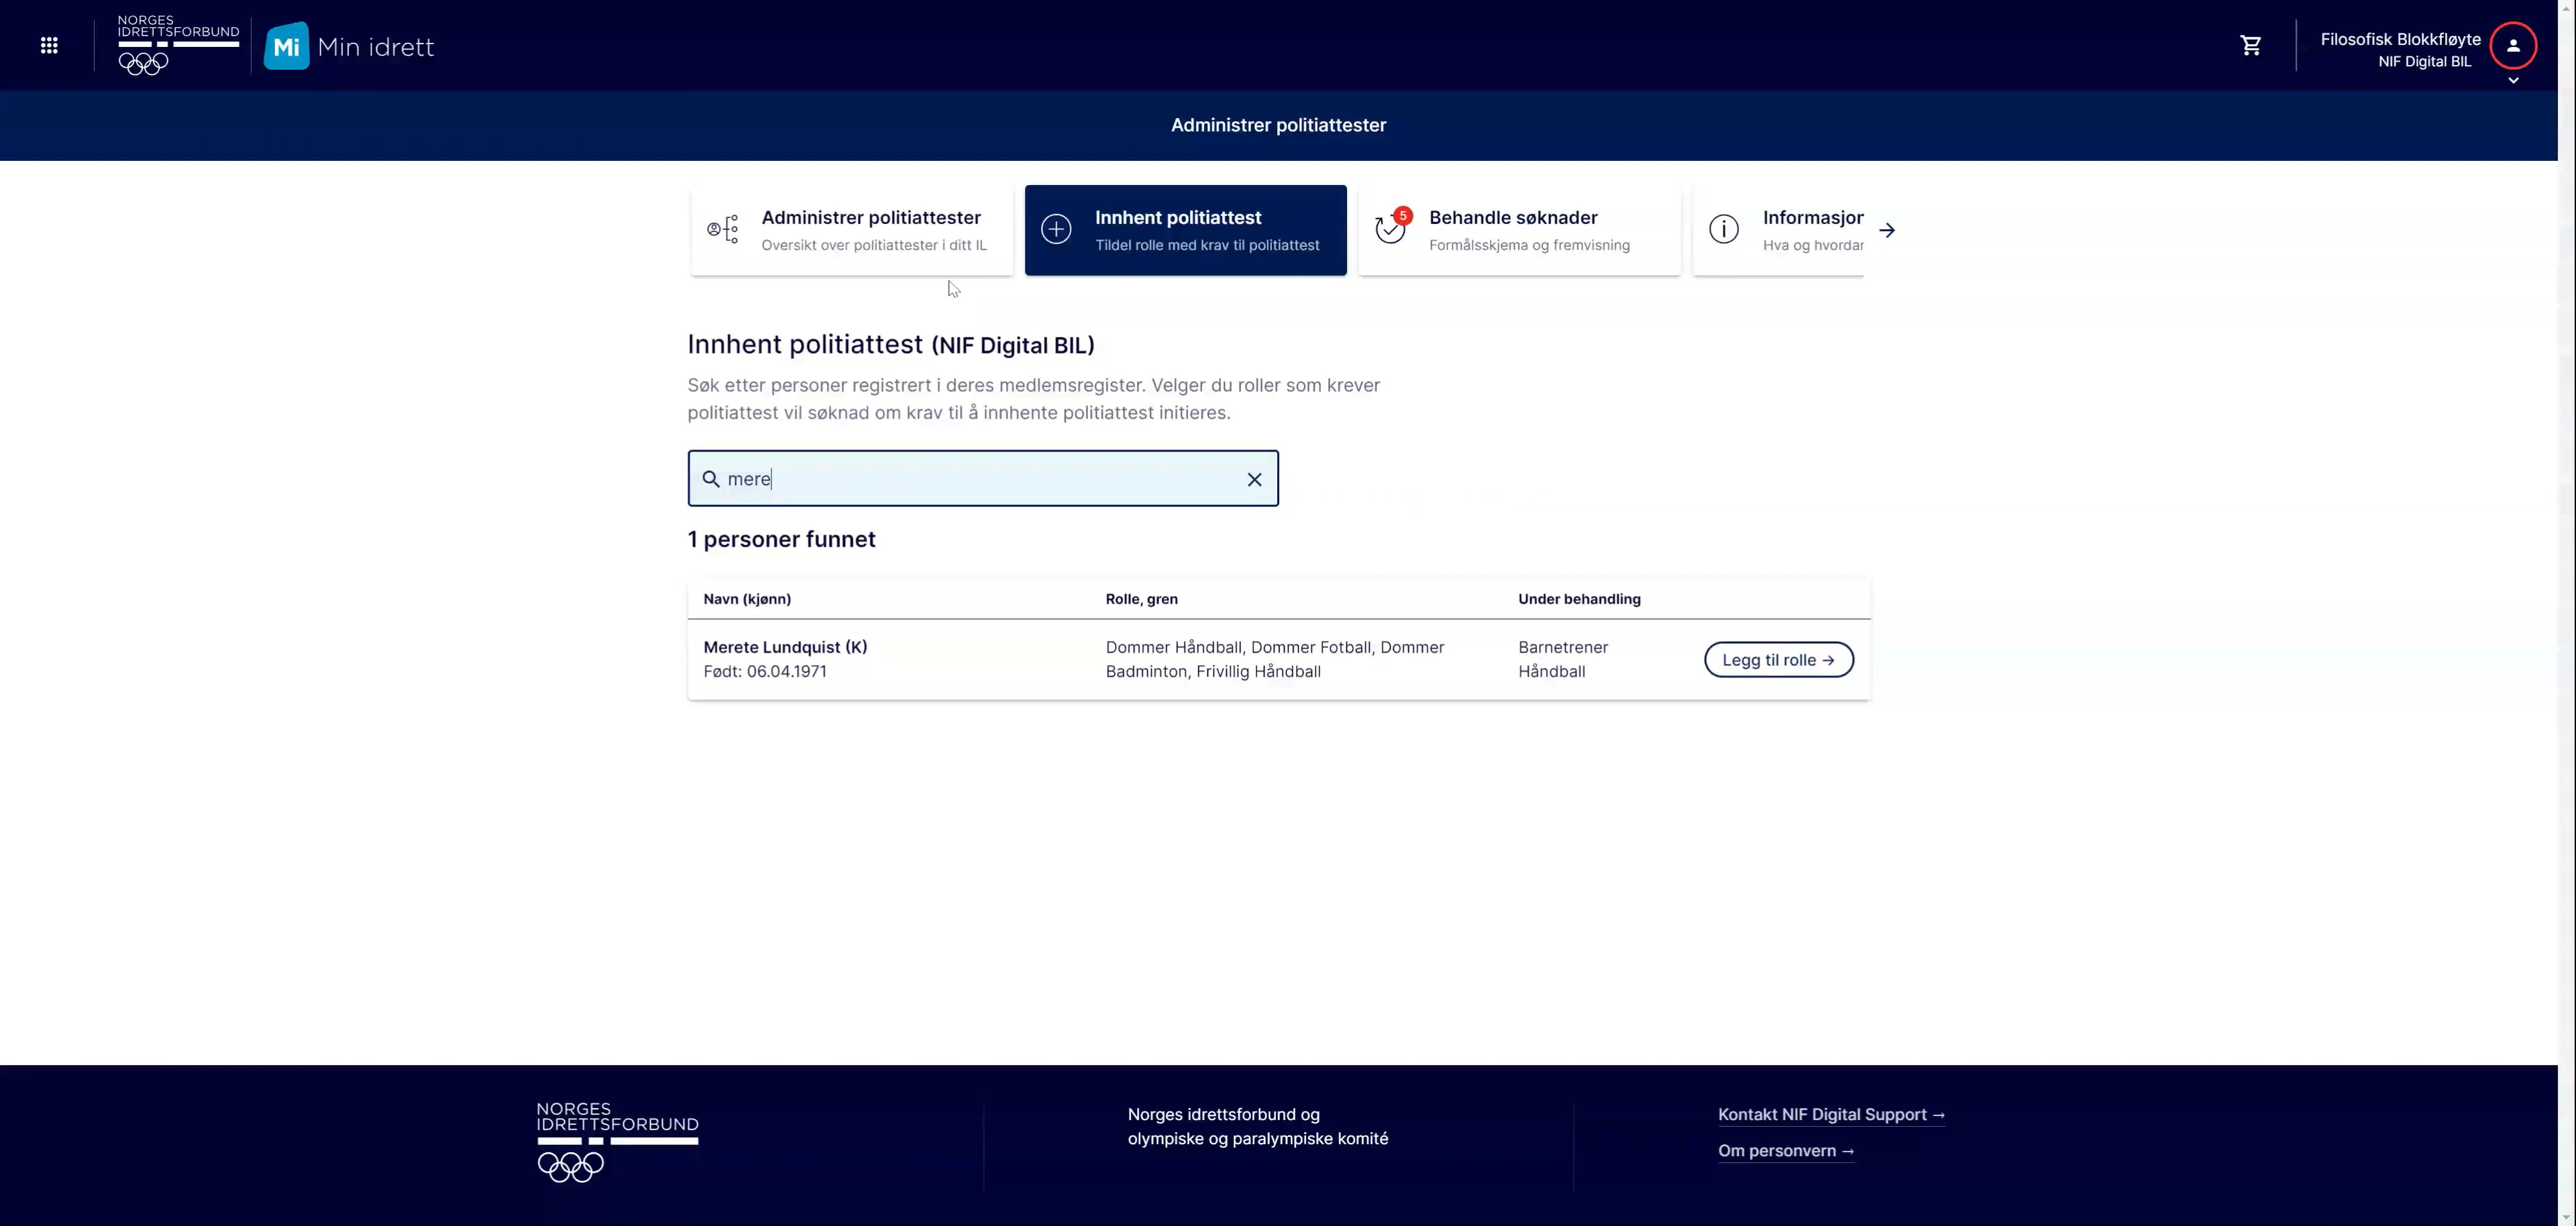 NORGES
IDRETTSFORBUND
Mi Min idrett
Filosofisk Blokkfløyte
NIF Digital BIL
Administrer politiattester
Administrer politiattester
Oversikt over politiattester i ditt IL
Innhent politiattest
Tildel rolle med krav til politiattest
5
Behandle søknader
Formålsskjema og fremvisning
Informasjor
Hva og hvordar
Innhent politiattest (NIF Digital BIL)
Søk etter personer registrert i deres medlemsregister. Velger du roller som krever
politiattest vil søknad om krav til å innhente politiattest initieres.
mere
1 personer funnet
Navn (kjønn) Rolle, gren Under behandling
Merete Lundquist (K)
Født: 06.04.1971
Dommer Håndball, Dommer Fotball, Dommer
Badminton, Frivillig Håndball
Barnetrener
Håndball
Legg til rolle →
NORGES
IDRETTSFORBUND
Norges idrettsforbund og
olympiske og paralympiske komité
Kontakt NIF Digital Support →
Om personvern →